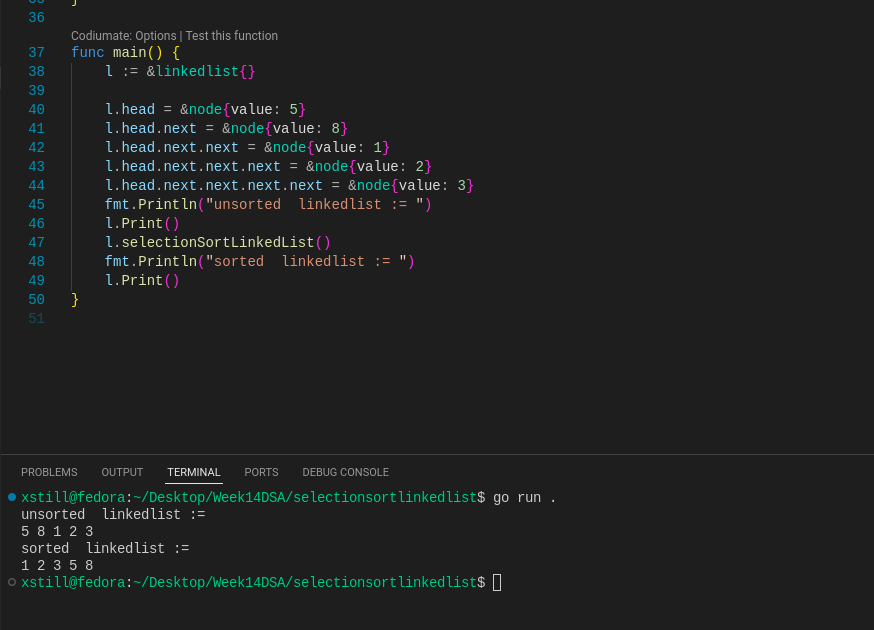 35 }
36
Codiumate: Options | Test this function
37 func main() {
38 l := &linkedlist{}
39
40 l.head = &node{value: 5}
41 l.head.next = &node{value: 8}
42 l.head.next.next = &node{value: 1}
43 l.head.next.next.next = &node{value: 2}
44 l.head.next.next.next.next = &node{value: 3}
45 fmt.Println("unsorted  linkedlist := ")
46 l.Print()
47 l.selectionSortLinkedList()
48 fmt.Println("sorted  linkedlist := ")
49 l.Print()
50 }
51
PROBLEMS OUTPUT TERMINAL PORTS DEBUG CONSOLE
xstill@fedora:~/Desktop/Week14DSA/selectionsortlinkedlist$ go run .
unsorted  linkedlist :=
5 8 1 2 3
sorted  linkedlist :=
1 2 3 5 8
xstill@fedora:~/Desktop/Week14DSA/selectionsortlinkedlist$